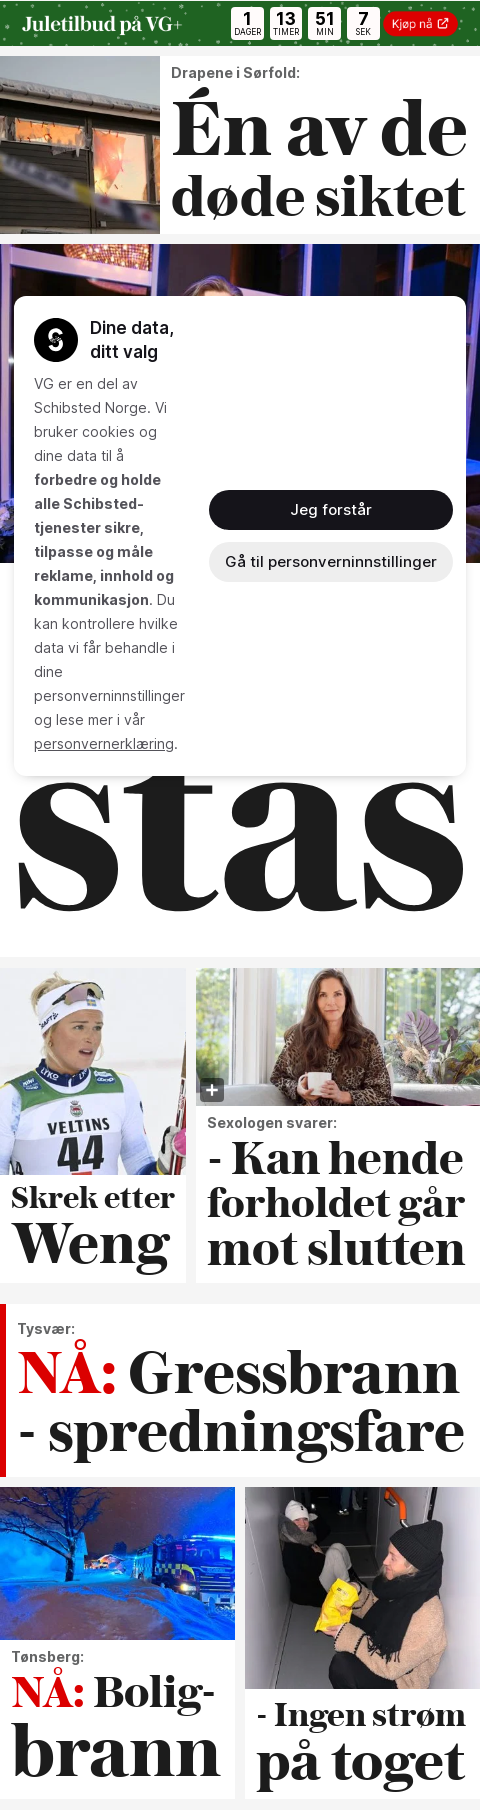 Juletilbud på VG+
1 13 51 7
DAGER TIMER MIN SEK
Kjøp nå
Drapene i Sørfold:
Én av de
døde siktet
Dine data,
ditt valg
VG er en del av
Schibsted Norge. Vi
bruker cookies og
dine data til å
forbedre og holde
alle Schibsted-
tjenester sikre,
tilpasse og måle
reklame, innhold og
kommunikasjon. Du
kan kontrollere hvilke
data vi får behandle i
dine
personverninnstillinger
og lese mer i vår
personvernerklæring.
Jeg forstår
Gå til personverninnstillinger
stas
VELTINS
44
Skrek etter
Weng
Sexologen svarer:
- Kan hende
forholdet går
mot slutten
Tysvær:
NÅ: Gressbrann
- spredningsfare
Tønsberg:
NÅ: Bolig-
brann
- Ingen strøm
på toget